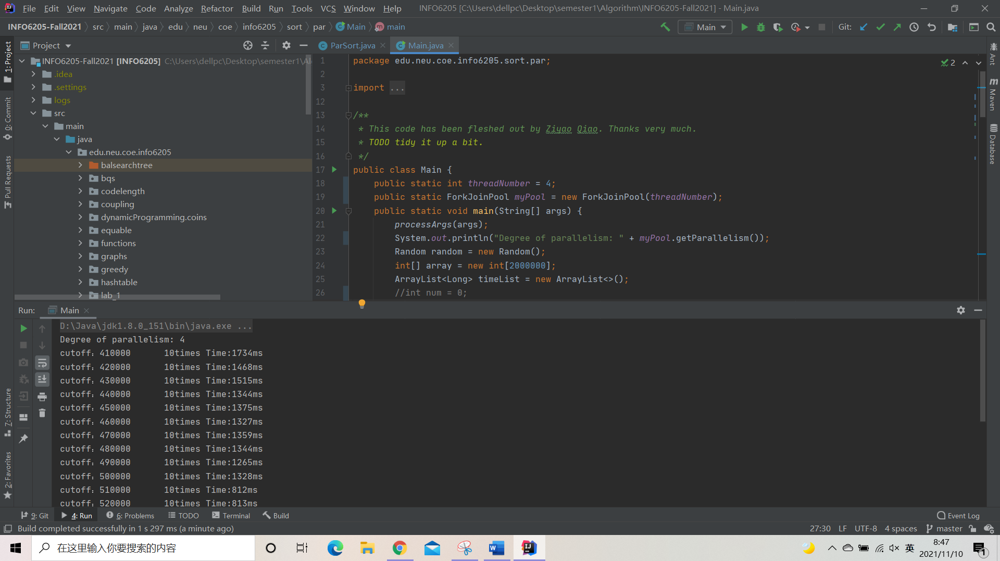 File Edit View Navigate Code Analyze Refactor Build Run Tools VCS Window Help INFO6205 [C:\Users\dellpc\Desktop\semester1\Algorithm\INFO6205-Fall2021] - Main.java
INFO6205-Fall2021 src main java edu neu coe info6205 sort par Main main
Main Git:
Project
ParSort.java Main.java
1: Project
0: Commit
Pull Requests
7: Structure
2: Favorites
INFO6205-Fall2021 [INFO6205] C:\Users\dellpc\Desktop\semester1\Al
.idea
.settings
logs
src
main
java
edu.neu.coe.info6205
balsearchtree
bqs
codelength
coupling
dynamicProgramming.coins
equable
functions
graphs
greedy
hashtable
lab_1
1 package edu.neu.coe.info6205.sort.par;
2
3 import ...
12
13 /**
14 * This code has been fleshed out by Ziyao Qiao. Thanks very much.
15 * TODO tidy it up a bit.
16 */
17 public class Main {
18 public static int threadNumber = 4;
19 public static ForkJoinPool myPool = new ForkJoinPool(threadNumber);
20 public static void main(String[] args) {
21 processArgs(args);
22 System.out.println("Degree of parallelism: " + myPool.getParallelism());
23 Random random = new Random();
24 int[] array = new int[2000000];
25 ArrayList<Long> timeList = new ArrayList<>();
26 //int num = 0;
2
Ant
Maven
Database
Run: Main
D:\Java\jdk1.8.0_151\bin\java.exe ...
Degree of parallelism: 4
cutoff：410000 10times Time:1734ms
cutoff：420000 10times Time:1468ms
cutoff：430000 10times Time:1515ms
cutoff：440000 10times Time:1344ms
cutoff：450000 10times Time:1375ms
cutoff：460000 10times Time:1327ms
cutoff：470000 10times Time:1359ms
cutoff：480000 10times Time:1344ms
cutoff：490000 10times Time:1265ms
cutoff：500000 10times Time:1328ms
cutoff：510000 10times Time:812ms
cutoff：520000 10times Time:813ms
9: Git 4: Run 6: Problems TODO Terminal Build Event Log
Build completed successfully in 1 s 297 ms (a minute ago) 27:30 LF UTF-8 4 spaces master
在这里输入你要搜索的内容
英
8:47
2021/11/10
1